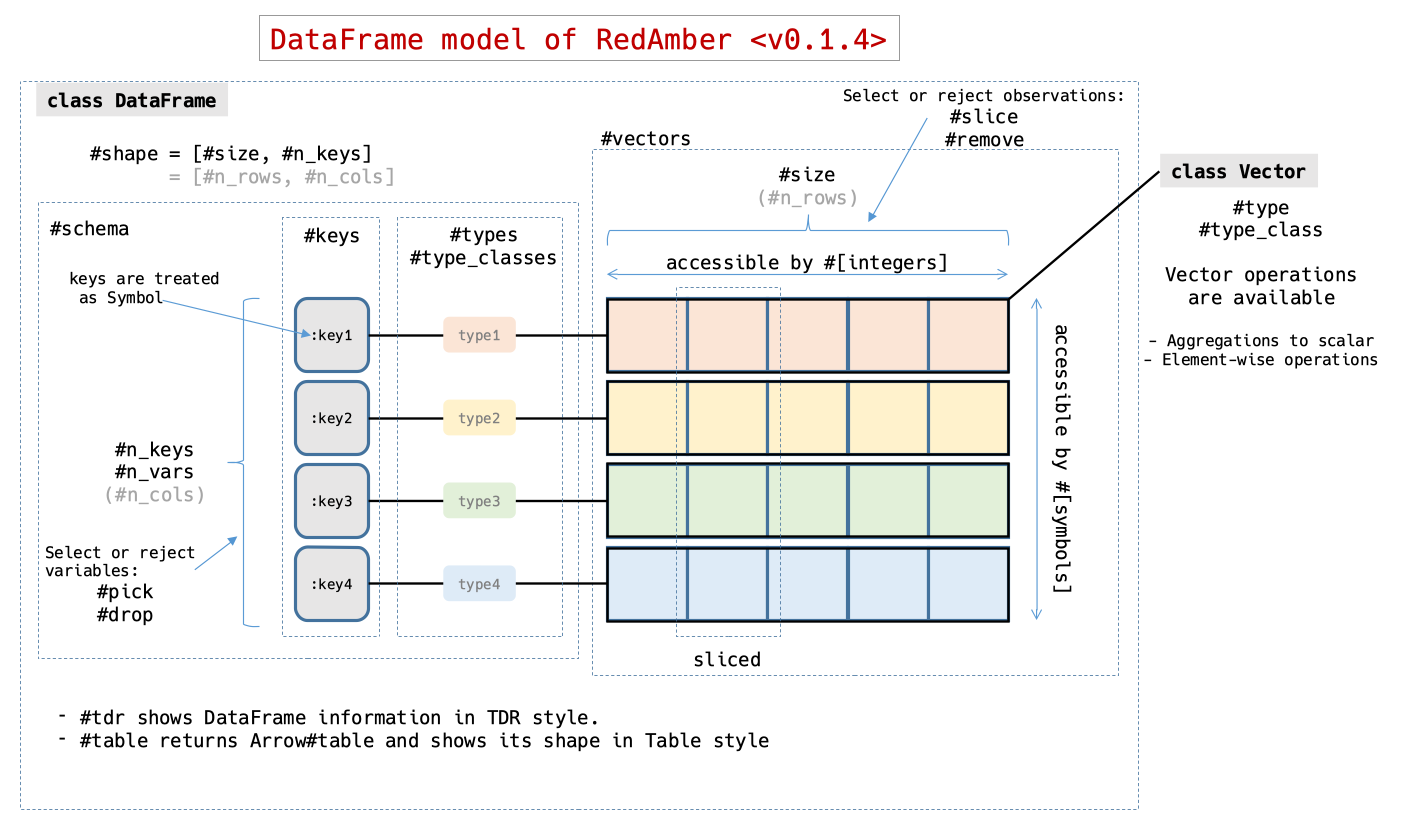 DataFrame model of RedAmber <v0.1.4>
class DataFrame
#shape = [#size, #n_keys]
= [#n_rows, #n_cols]
Select or reject observations:
#slice
#remove
#vectors
#size
(#n_rows)
accessible by #[integers]
class Vector
#type
#type_class
Vector operations
are available
- Aggregations to scalar
- Element-wise operations
#schema
#keys
#types
#type_classes
keys are treated
as Symbol
:key1
type1
:key2
type2
:key3
type3
:key4
type4
accessible by #[symbols]
#n_keys
#n_vars
(#n_cols)
Select or reject
variables:
#pick
#drop
sliced
- #tdr shows DataFrame information in TDR style.
- #table returns Arrow#table and shows its shape in Table style